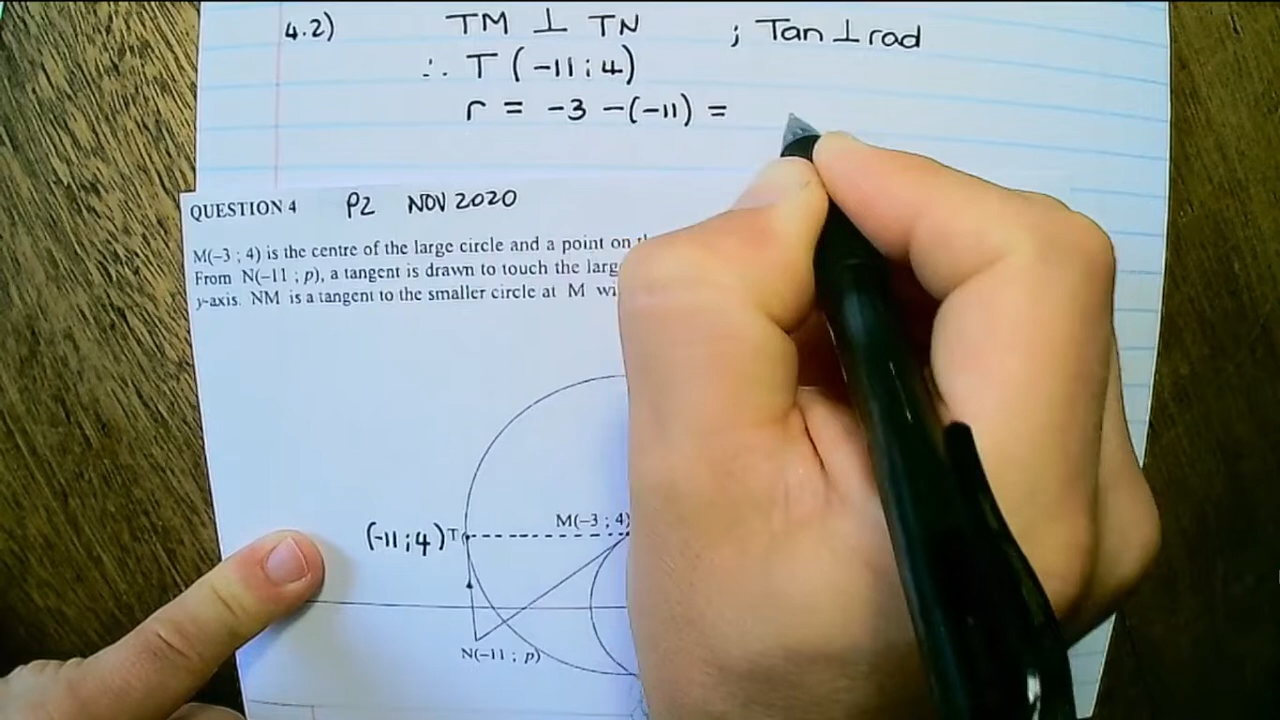 4.2) TM ⊥ TN ; Tan ⊥ rad
∴ T (-11 ; 4)
r = -3 -(-11) =
QUESTION 4 P2 NOV 2020
M(−3 ; 4) is the centre of the large circle and a point on
From N(−11 ; p), a tangent is drawn to touch the
y-axis. NM is a tangent to the smaller circle at M
M(−3 ; 4)
(-11 ; 4) T
N(−11 ; p)